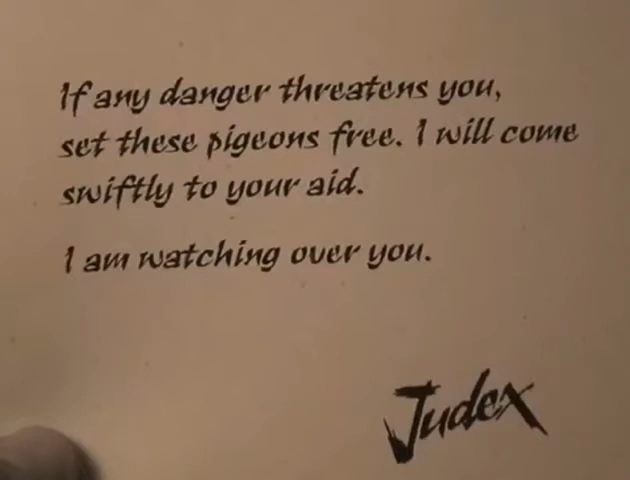 If any danger threatens you,
set these pigeons free. I will come
swiftly to your aid.
I am watching over you.
Judex